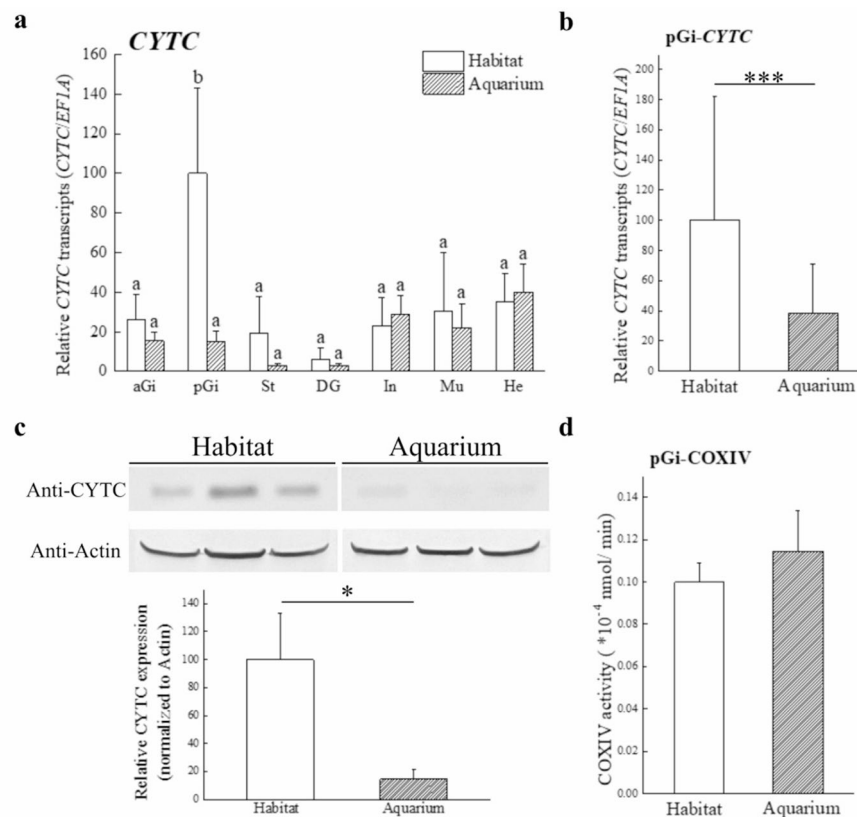 a
CYTC
Habitat
Aquarium
Relative CYTC transcripts (CYTC/EF1A)
160
140
120
100
80
60
40
20
0
a a b a a a a a a a a a a a
aGi pGi St DG In Mu He
b
pGi-CYTC
***
Relative CYTC transcripts (CYTC/EF1A)
200
180
160
140
120
100
80
60
40
20
0
Habitat Aquarium
c
Habitat Aquarium
Anti-CYTC
Anti-Actin
*
Relative CYTC expression
(normalized to Actin)
140
120
100
80
60
40
20
0
Habitat Aquarium
d
pGi-COXIV
COXIV activity ( *10⁻⁴ nmol/ min)
0.14
0.12
0.10
0.08
0.06
0.04
0.02
0.00
Habitat Aquarium